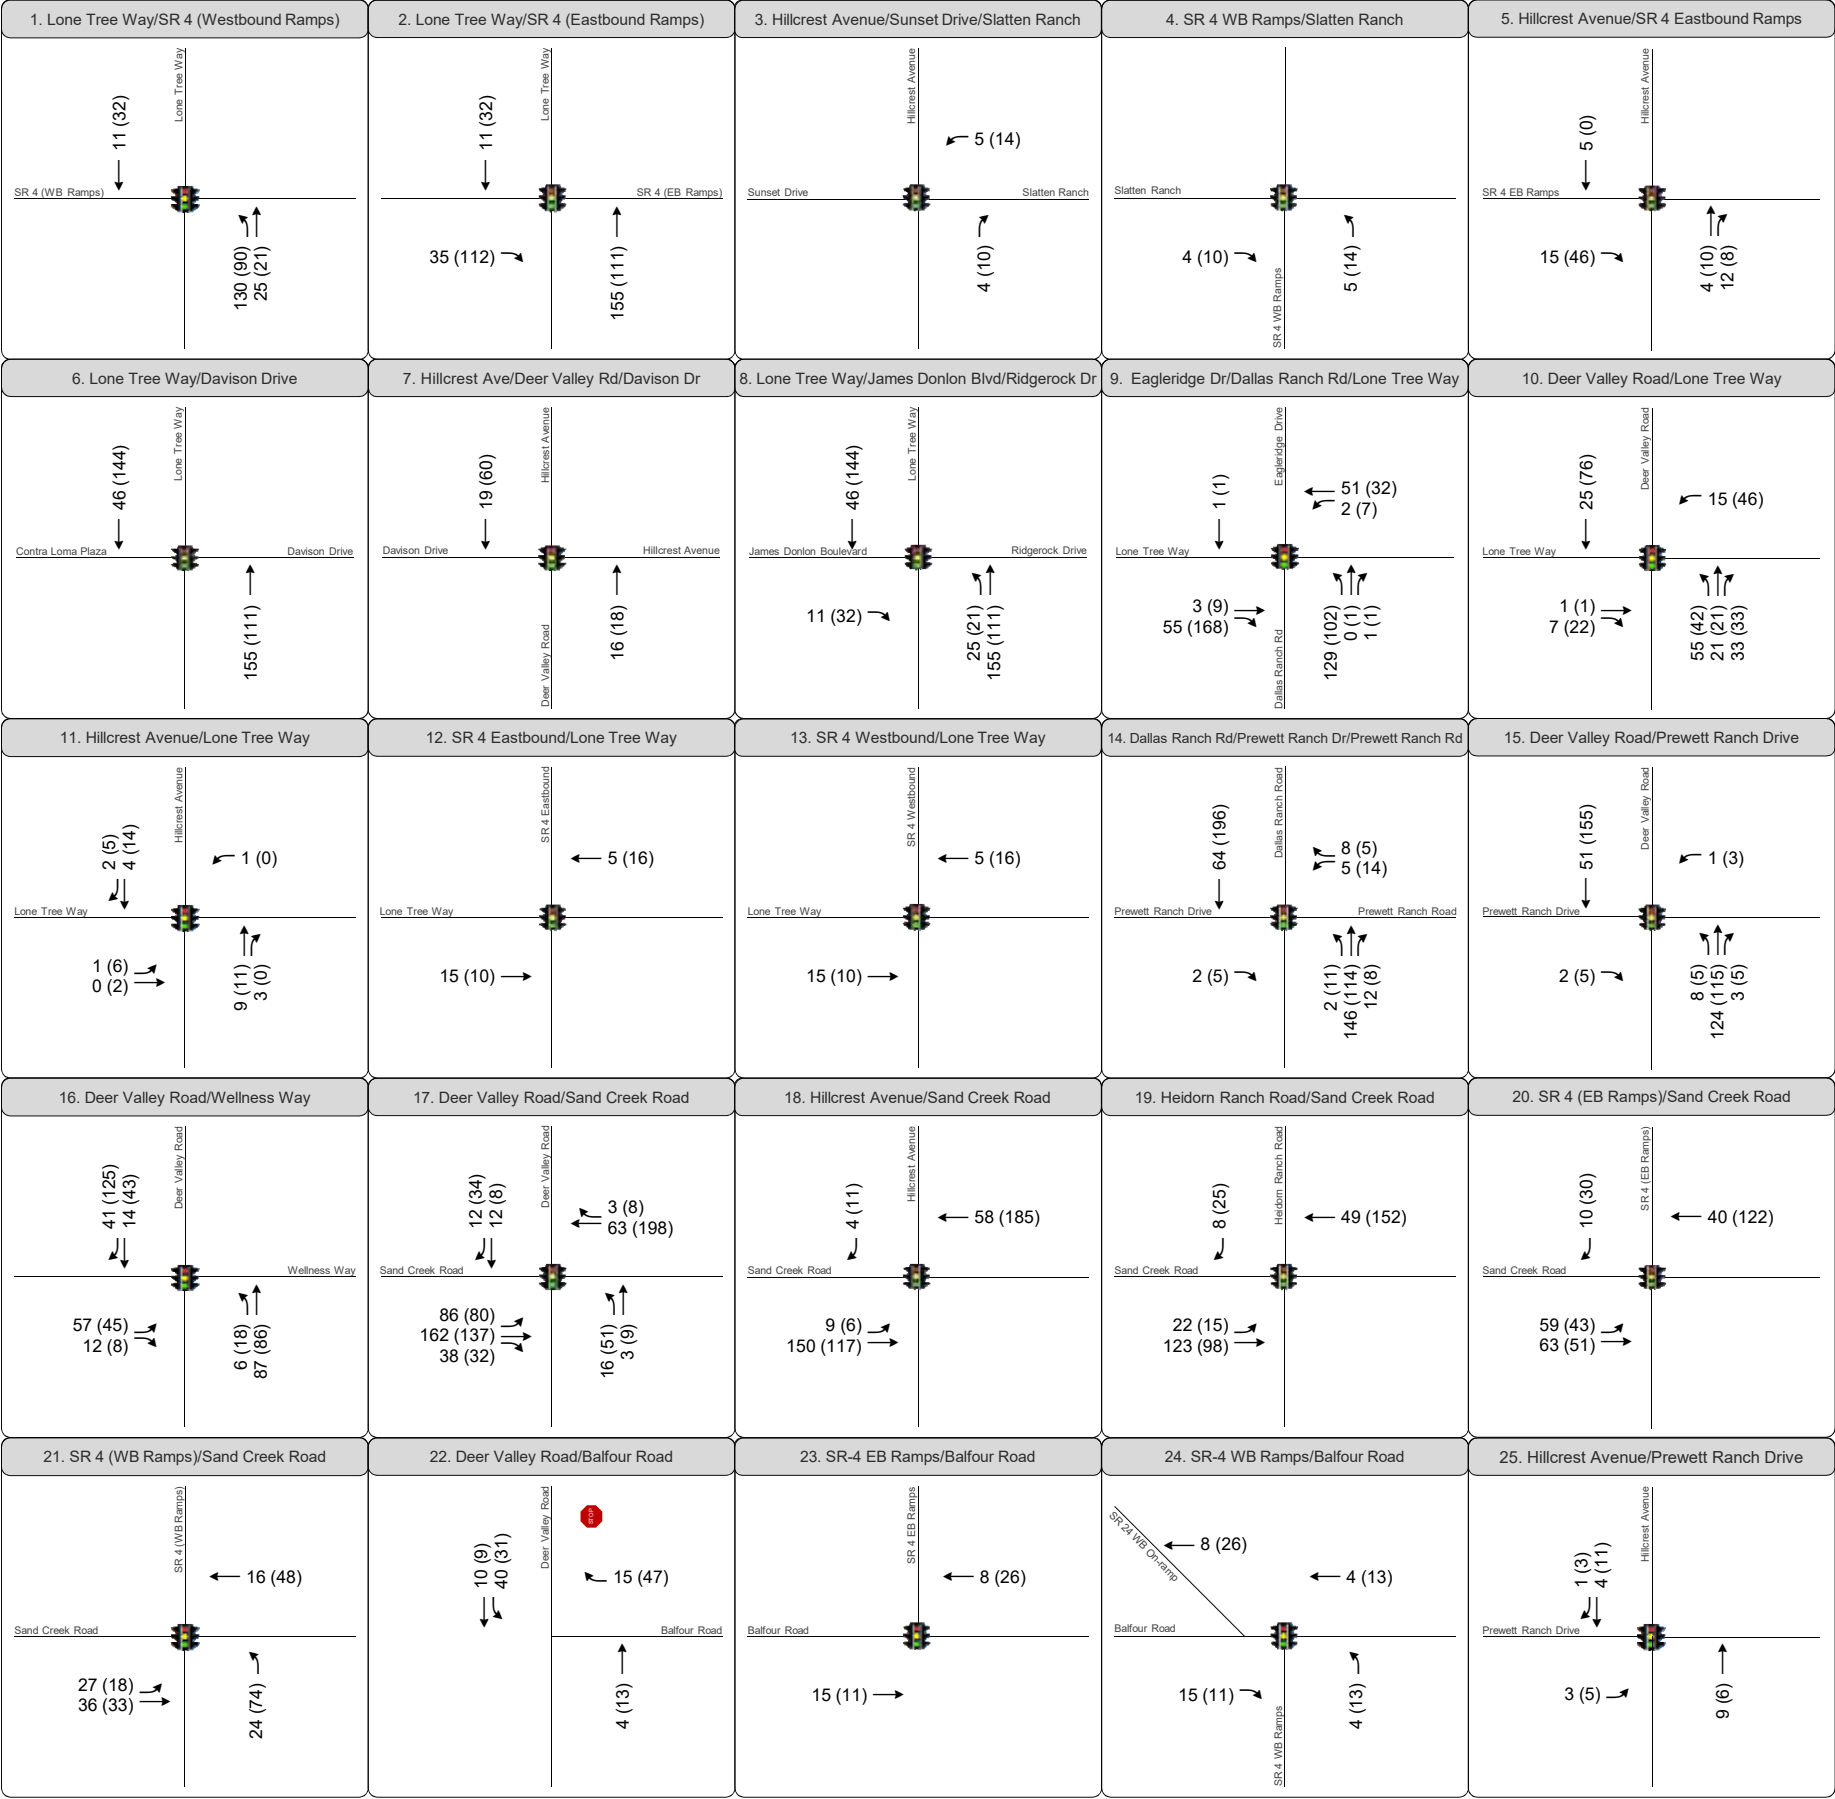 1. Lone Tree Way/SR 4 (Westbound Ramps)
Lone Tree Way
11 (32)
SR 4 (WB Ramps)
130 (90)
25 (21)
2. Lone Tree Way/SR 4 (Eastbound Ramps)
Lone Tree Way
11 (32)
SR 4 (EB Ramps)
35 (112)
155 (111)
3. Hillcrest Avenue/Sunset Drive/Slatten Ranch
Hillcrest Avenue
5 (14)
Sunset Drive
Slatten Ranch
4 (10)
4. SR 4 WB Ramps/Slatten Ranch
Slatten Ranch
4 (10)
SR 4 WB Ramps
5 (14)
5. Hillcrest Avenue/SR 4 Eastbound Ramps
Hillcrest Avenue
5 (0)
SR 4 EB Ramps
15 (46)
4 (10)
12 (8)
6. Lone Tree Way/Davison Drive
Lone Tree Way
46 (144)
Contra Loma Plaza
Davison Drive
155 (111)
7. Hillcrest Ave/Deer Valley Rd/Davison Dr
Hillcrest Avenue
19 (60)
Davison Drive
Hillcrest Avenue
Deer Valley Road
16 (18)
8. Lone Tree Way/James Donlon Blvd/Ridgerock Dr
Lone Tree Way
46 (144)
James Donlon Boulevard
Ridgerock Drive
11 (32)
25 (21)
155 (111)
9. Eagleridge Dr/Dallas Ranch Rd/Lone Tree Way
Eagleridge Drive
1 (1)
51 (32)
2 (7)
Lone Tree Way
3 (9)
55 (168)
Dallas Ranch Rd
129 (102)
0 (1)
1 (1)
10. Deer Valley Road/Lone Tree Way
Deer Valley Road
25 (76)
15 (46)
Lone Tree Way
1 (1)
7 (22)
55 (42)
21 (21)
33 (33)
11. Hillcrest Avenue/Lone Tree Way
Hillcrest Avenue
2 (5)
4 (14)
1 (0)
Lone Tree Way
1 (6)
0 (2)
9 (11)
3 (0)
12. SR 4 Eastbound/Lone Tree Way
SR 4 Eastbound
5 (16)
Lone Tree Way
15 (10)
13. SR 4 Westbound/Lone Tree Way
SR 4 Westbound
5 (16)
Lone Tree Way
15 (10)
14. Dallas Ranch Rd/Prewett Ranch Dr/Prewett Ranch Rd
Dallas Ranch Road
64 (196)
8 (5)
5 (14)
Prewett Ranch Drive
Prewett Ranch Road
2 (5)
2 (11)
146 (114)
12 (8)
15. Deer Valley Road/Prewett Ranch Drive
Deer Valley Road
51 (155)
1 (3)
Prewett Ranch Drive
2 (5)
8 (5)
124 (115)
3 (5)
16. Deer Valley Road/Wellness Way
Deer Valley Road
41 (125)
14 (43)
Wellness Way
57 (45)
12 (8)
6 (18)
87 (86)
17. Deer Valley Road/Sand Creek Road
Deer Valley Road
12 (34)
12 (8)
3 (8)
63 (198)
Sand Creek Road
86 (80)
162 (137)
38 (32)
16 (51)
3 (9)
18. Hillcrest Avenue/Sand Creek Road
Hillcrest Avenue
4 (11)
58 (185)
Sand Creek Road
9 (6)
150 (117)
19. Heidorn Ranch Road/Sand Creek Road
Heidorn Ranch Road
8 (25)
49 (152)
Sand Creek Road
22 (15)
123 (98)
20. SR 4 (EB Ramps)/Sand Creek Road
SR 4 (EB Ramps)
10 (30)
40 (122)
Sand Creek Road
59 (43)
63 (51)
21. SR 4 (WB Ramps)/Sand Creek Road
SR 4 (WB Ramps)
16 (48)
Sand Creek Road
27 (18)
36 (33)
24 (74)
22. Deer Valley Road/Balfour Road
Deer Valley Road
STOP
10 (9)
40 (31)
15 (47)
Balfour Road
4 (13)
23. SR-4 EB Ramps/Balfour Road
SR 4 EB Ramps
8 (26)
Balfour Road
15 (11)
24. SR-4 WB Ramps/Balfour Road
SR 24 WB On-ramp
8 (26)
4 (13)
Balfour Road
15 (11)
SR 4 WB Ramps
4 (13)
25. Hillcrest Avenue/Prewett Ranch Drive
Hillcrest Avenue
1 (3)
4 (11)
Prewett Ranch Drive
3 (5)
9 (6)